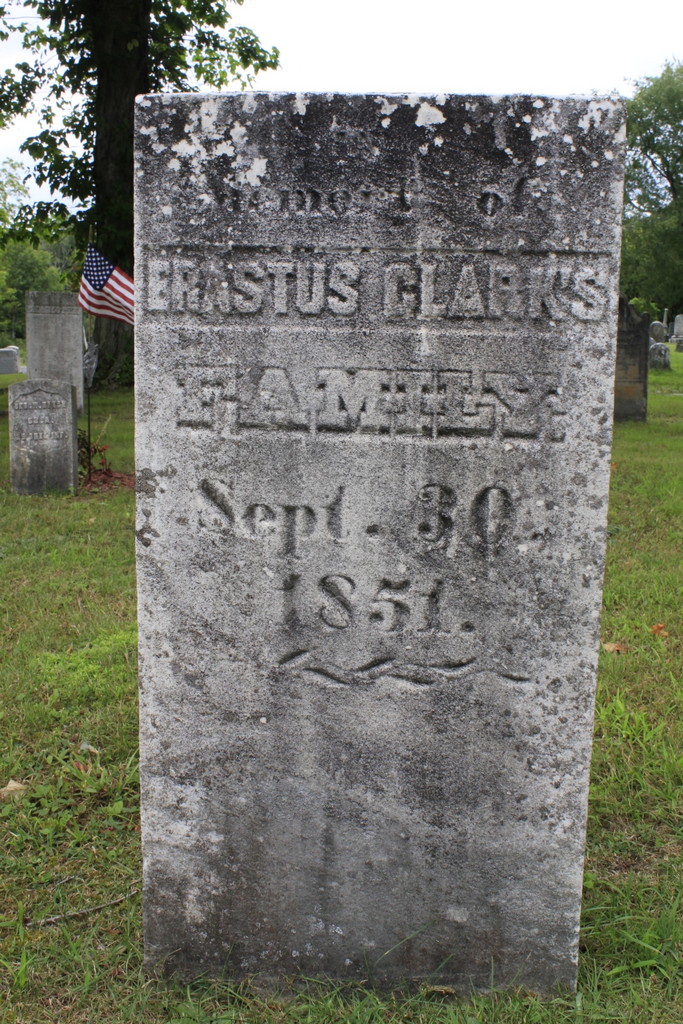 Memory of
ERASTUS CLARK'S
FAMILY.
Sept. 30.
1851.